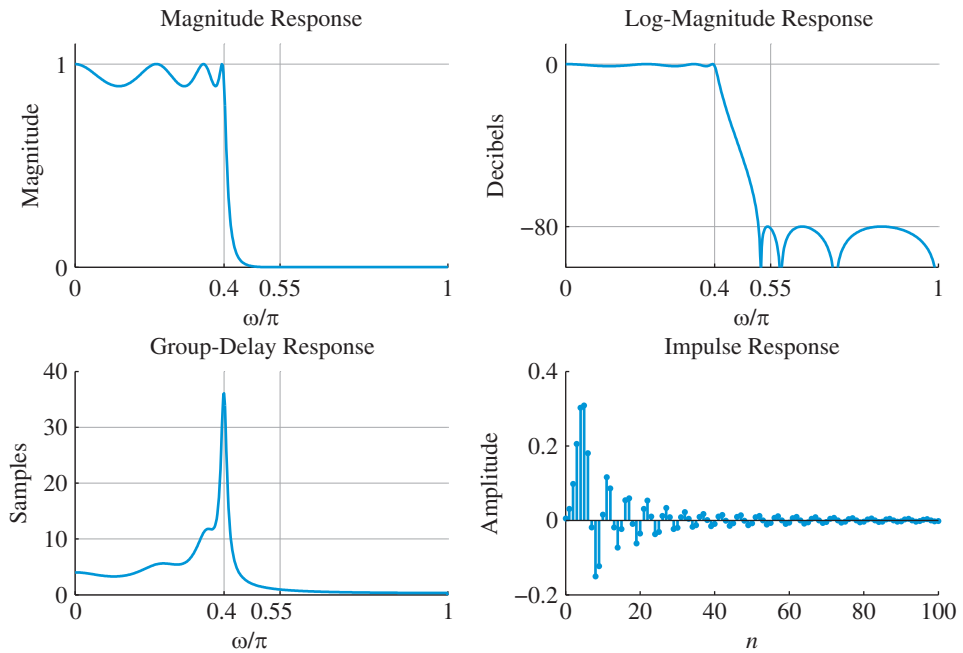 Magnitude Response
Log-Magnitude Response
1
0
Magnitude
0
0.4
0.55
1
ω/π
0
−80
Decibels
0
0.4
0.55
1
ω/π
Group-Delay Response
Impulse Response
40
30
20
10
0
Samples
0
0.4
0.55
1
ω/π
0.4
0.2
0
−0.2
Amplitude
0
20
40
60
80
100
n